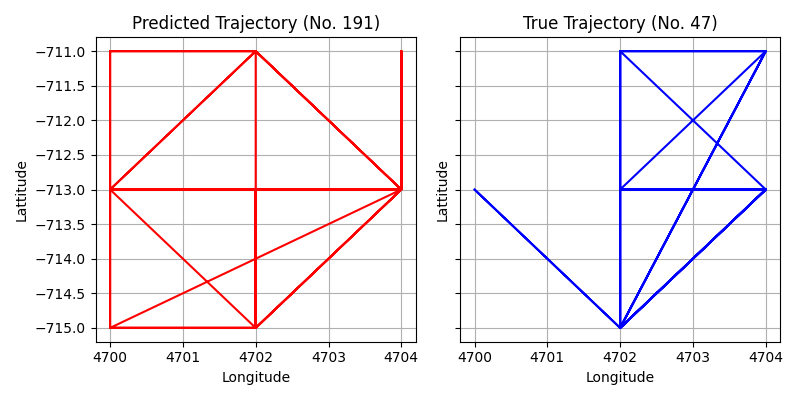 Predicted Trajectory (No. 191)
True Trajectory (No. 47)
−711.0
−711.5
−712.0
−712.5
−713.0
−713.5
−714.0
−714.5
−715.0
Lattitude
Lattitude
4700 4701 4702 4703 4704
4700 4701 4702 4703 4704
Longitude
Longitude